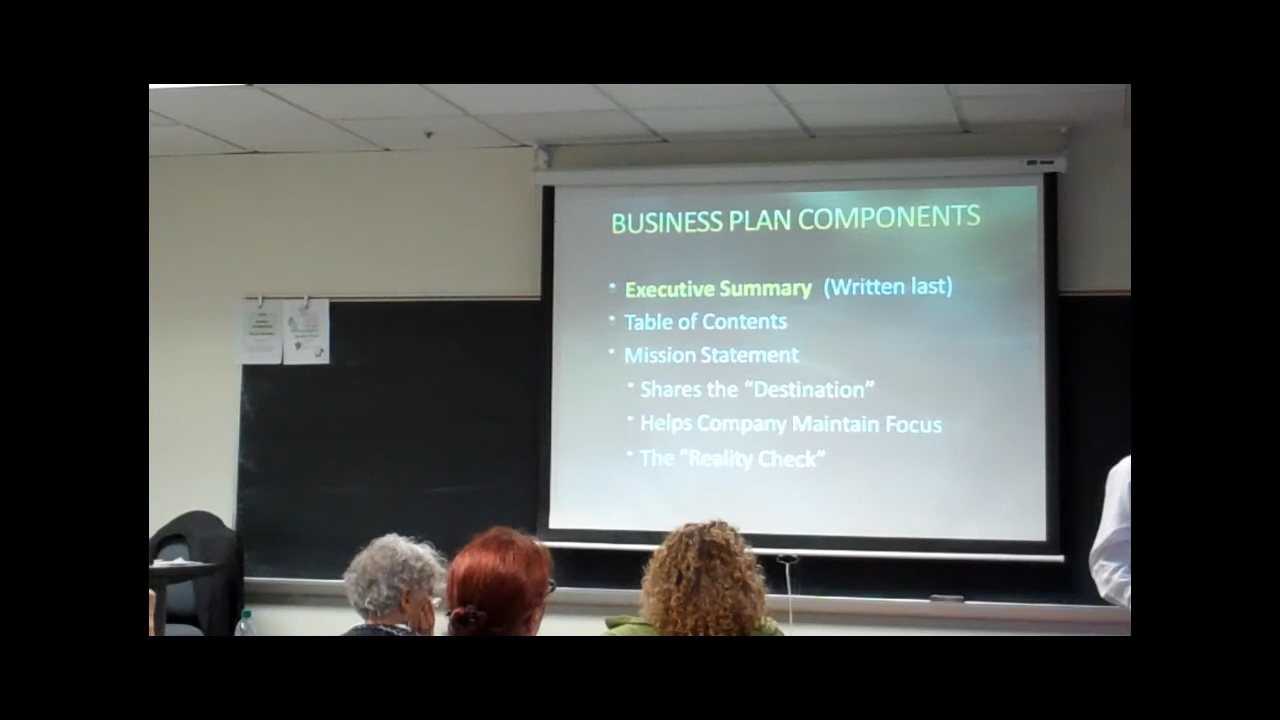 BUSINESS PLAN COMPONENTS
• Executive Summary (Written last)
• Table of Contents
• Mission Statement
• Shares the “Destination”
• Helps Company Maintain Focus
• The “Reality Check”